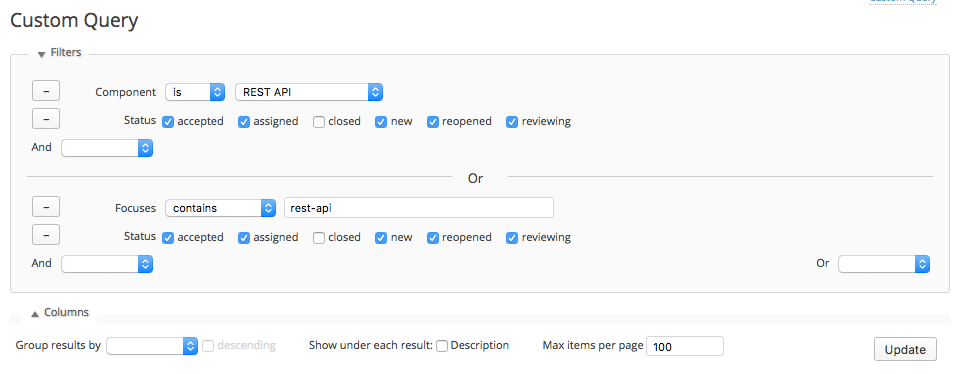 Custom Query
Custom Query
Filters
– Component is REST API
– Status accepted assigned closed new reopened reviewing
And
Or
– Focuses contains rest-api
– Status accepted assigned closed new reopened reviewing
And Or
Columns
Group results by descending Show under each result: Description Max items per page 100 Update